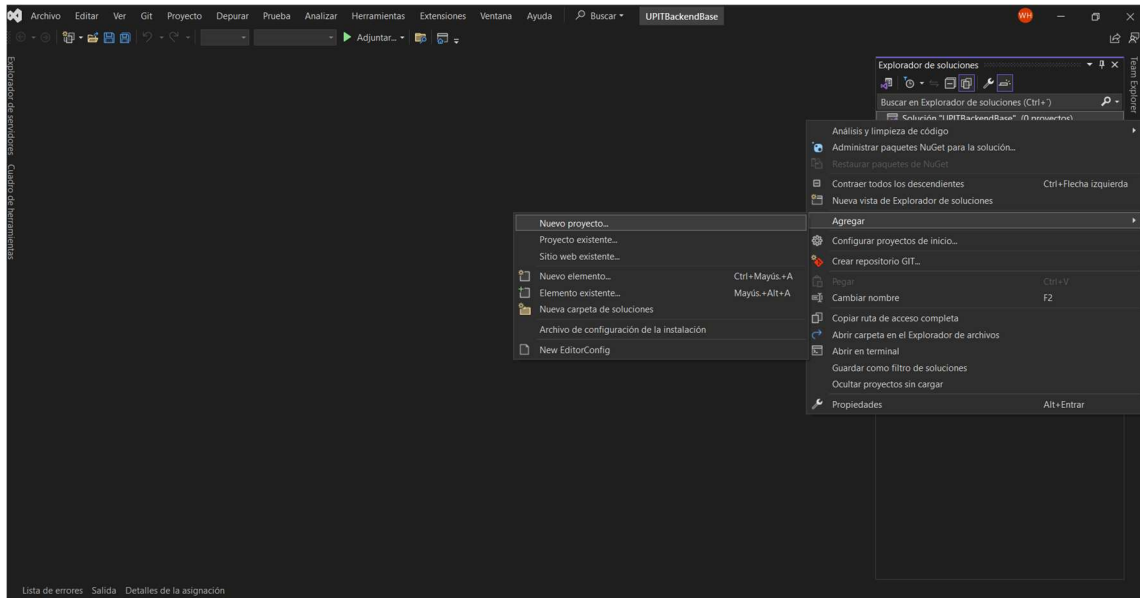 Archivo Editar Ver Git Proyecto Depurar Prueba Analizar Herramientas Extensiones Ventana Ayuda Buscar UPITBackendBase WH
Adjuntar...
Explorador de servidores
Cuadro de herramientas
Explorador de soluciones
Team Explorer
Buscar en Explorador de soluciones (Ctrl+¨)
Solución "UPITBackendBase" (0 proyectos)
Análisis y limpieza de código
Administrar paquetes NuGet para la solución...
Restaurar paquetes de NuGet
Contraer todos los descendientes Ctrl+Flecha izquierda
Nueva vista de Explorador de soluciones
Agregar
Configurar proyectos de inicio...
Crear repositorio GIT...
Pegar Ctrl+V
Cambiar nombre F2
Copiar ruta de acceso completa
Abrir carpeta en el Explorador de archivos
Abrir en terminal
Guardar como filtro de soluciones
Ocultar proyectos sin cargar
Propiedades Alt+Entrar
Nuevo proyecto...
Proyecto existente...
Sitio web existente...
Nuevo elemento... Ctrl+Mayús.+A
Elemento existente... Mayús.+Alt+A
Nueva carpeta de soluciones
Archivo de configuración de la instalación
New EditorConfig
Lista de errores Salida Detalles de la asignación